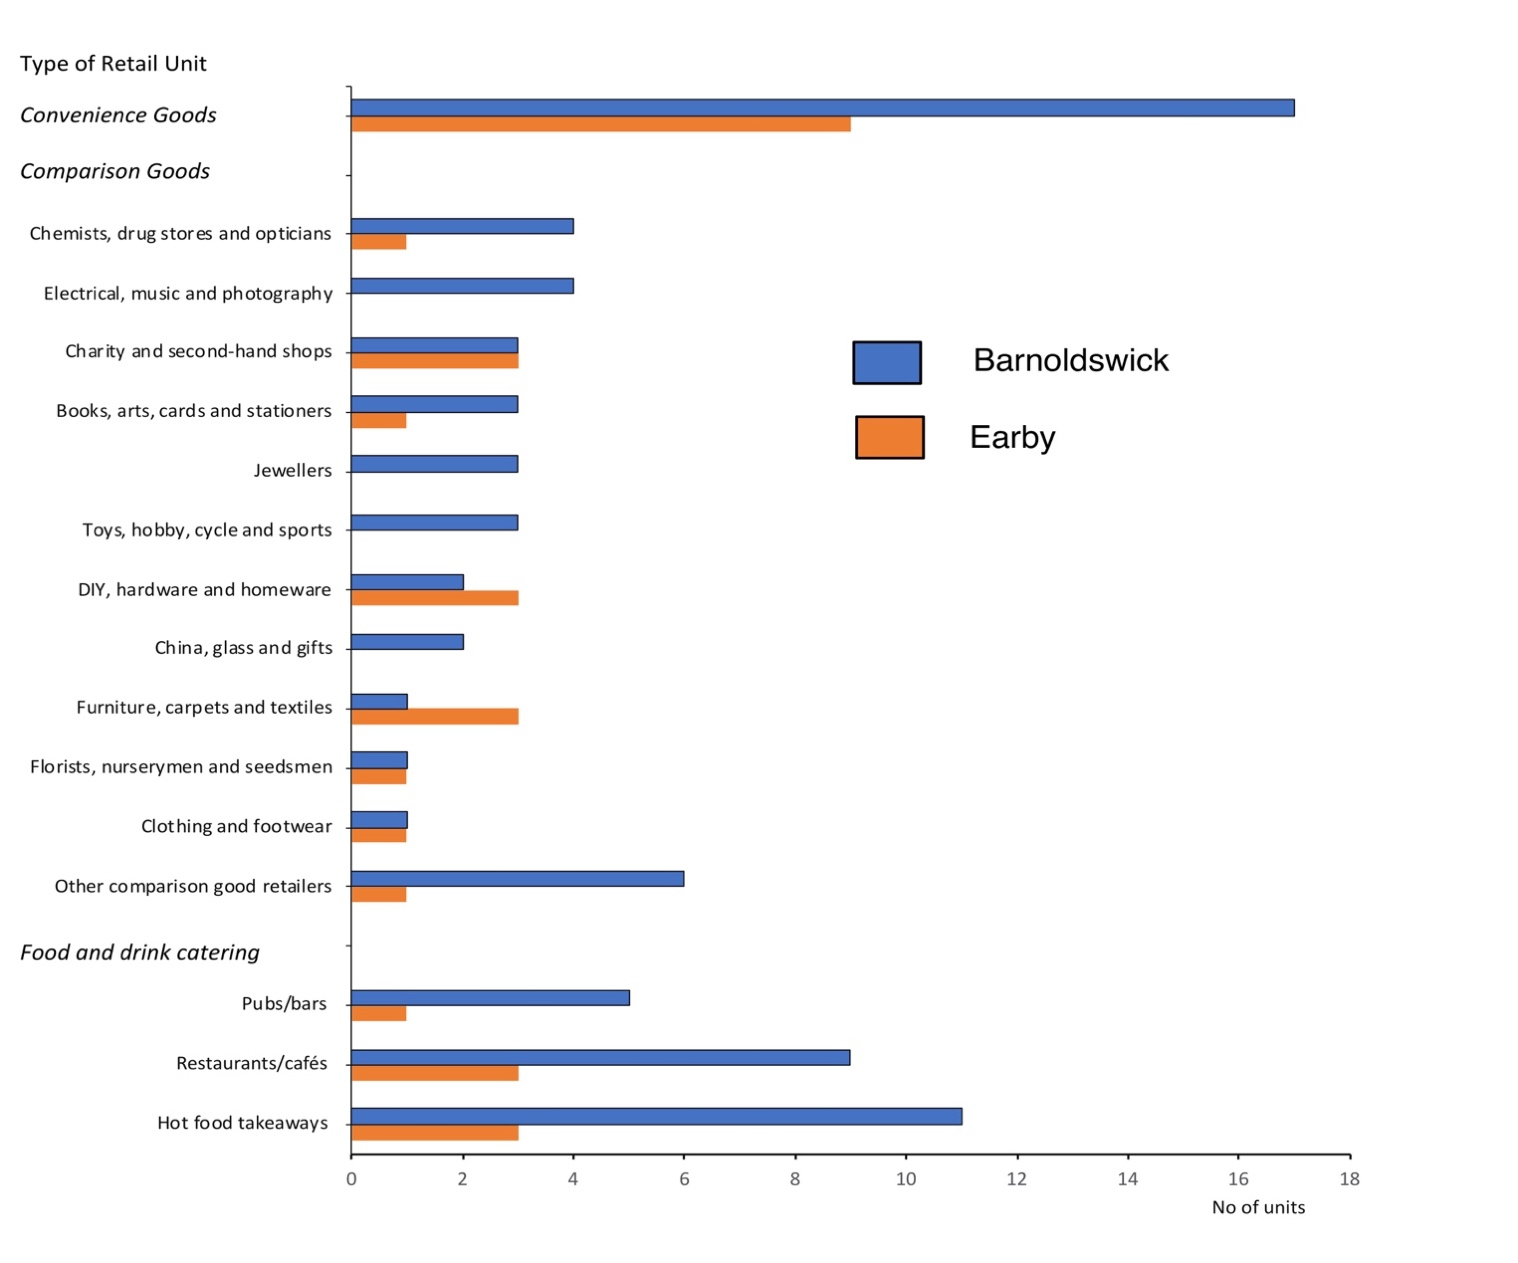 Type of Retail Unit
Convenience Goods
Comparison Goods
Chemists, drug stores and opticians
Electrical, music and photography
Charity and second-hand shops
Books, arts, cards and stationers
Jewellers
Toys, hobby, cycle and sports
DIY, hardware and homeware
China, glass and gifts
Furniture, carpets and textiles
Florists, nurserymen and seedsmen
Clothing and footwear
Other comparison good retailers
Food and drink catering
Pubs/bars
Restaurants/cafés
Hot food takeaways
Barnoldswick
Earby
0 2 4 6 8 10 12 14 16 18
No of units